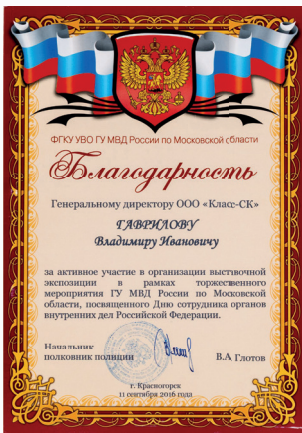 ФГКУ УВО ГУ МВД России по Московской области
Благодарность
Генеральному директору ООО «Класс-СК»
ГАВРИЛОВУ
Владимиру Ивановичу
за активное участие в организации выставочной
экспозиции в рамках торжественного
мероприятия ГУ МВД России по Московской
области, посвященного Дню сотрудника органов
внутренних дел Российской Федерации.
Начальник
полковник полиции В.А Глотов
г. Красногорск
11 сентября 2016 года